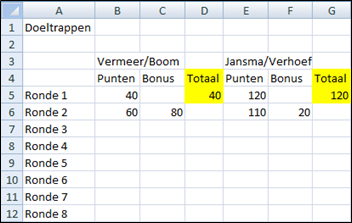 A B C D E F G
1 Doeltrappen
2
3 Vermeer/Boom Jansma/Verhoef
4 Punten Bonus Totaal Punten Bonus Totaal
5 Ronde 1 40 40 120 120
6 Ronde 2 60 80 110 20
7 Ronde 3
8 Ronde 4
9 Ronde 5
10 Ronde 6
11 Ronde 7
12 Ronde 8